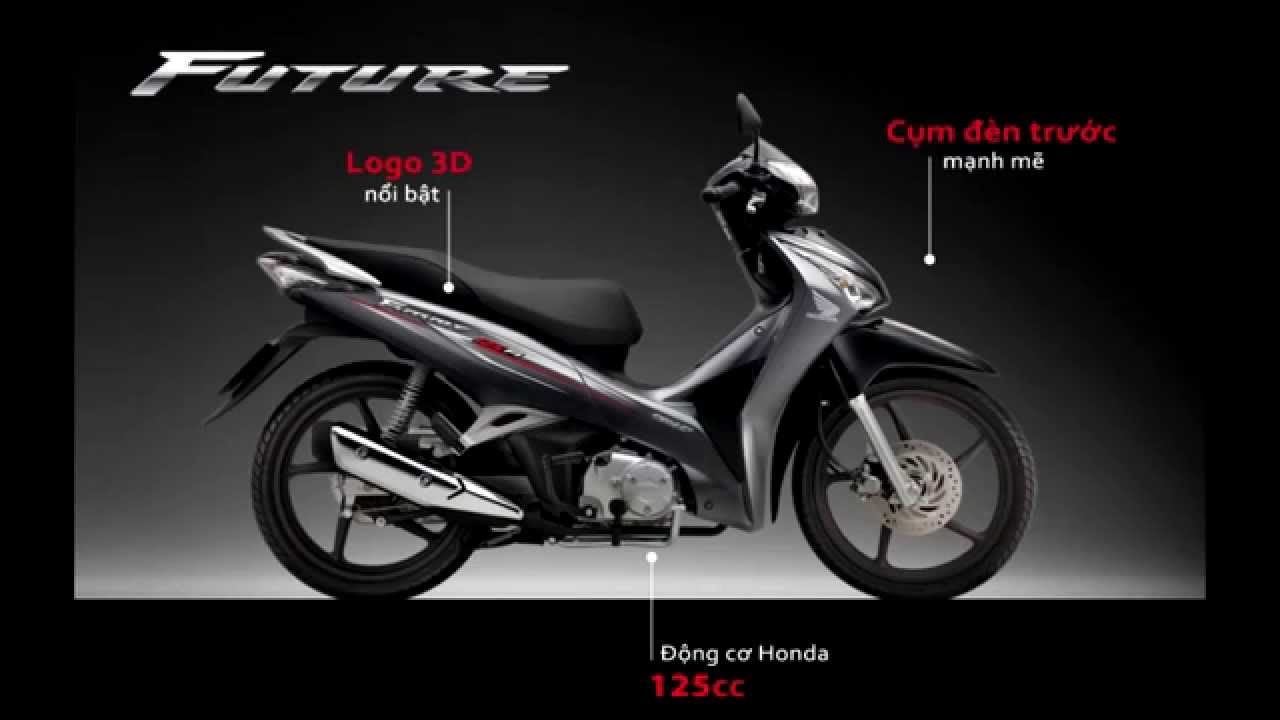 FUTURE
Cụm đèn trước
mạnh mẽ
Logo 3D
nổi bật
Động cơ Honda
125cc